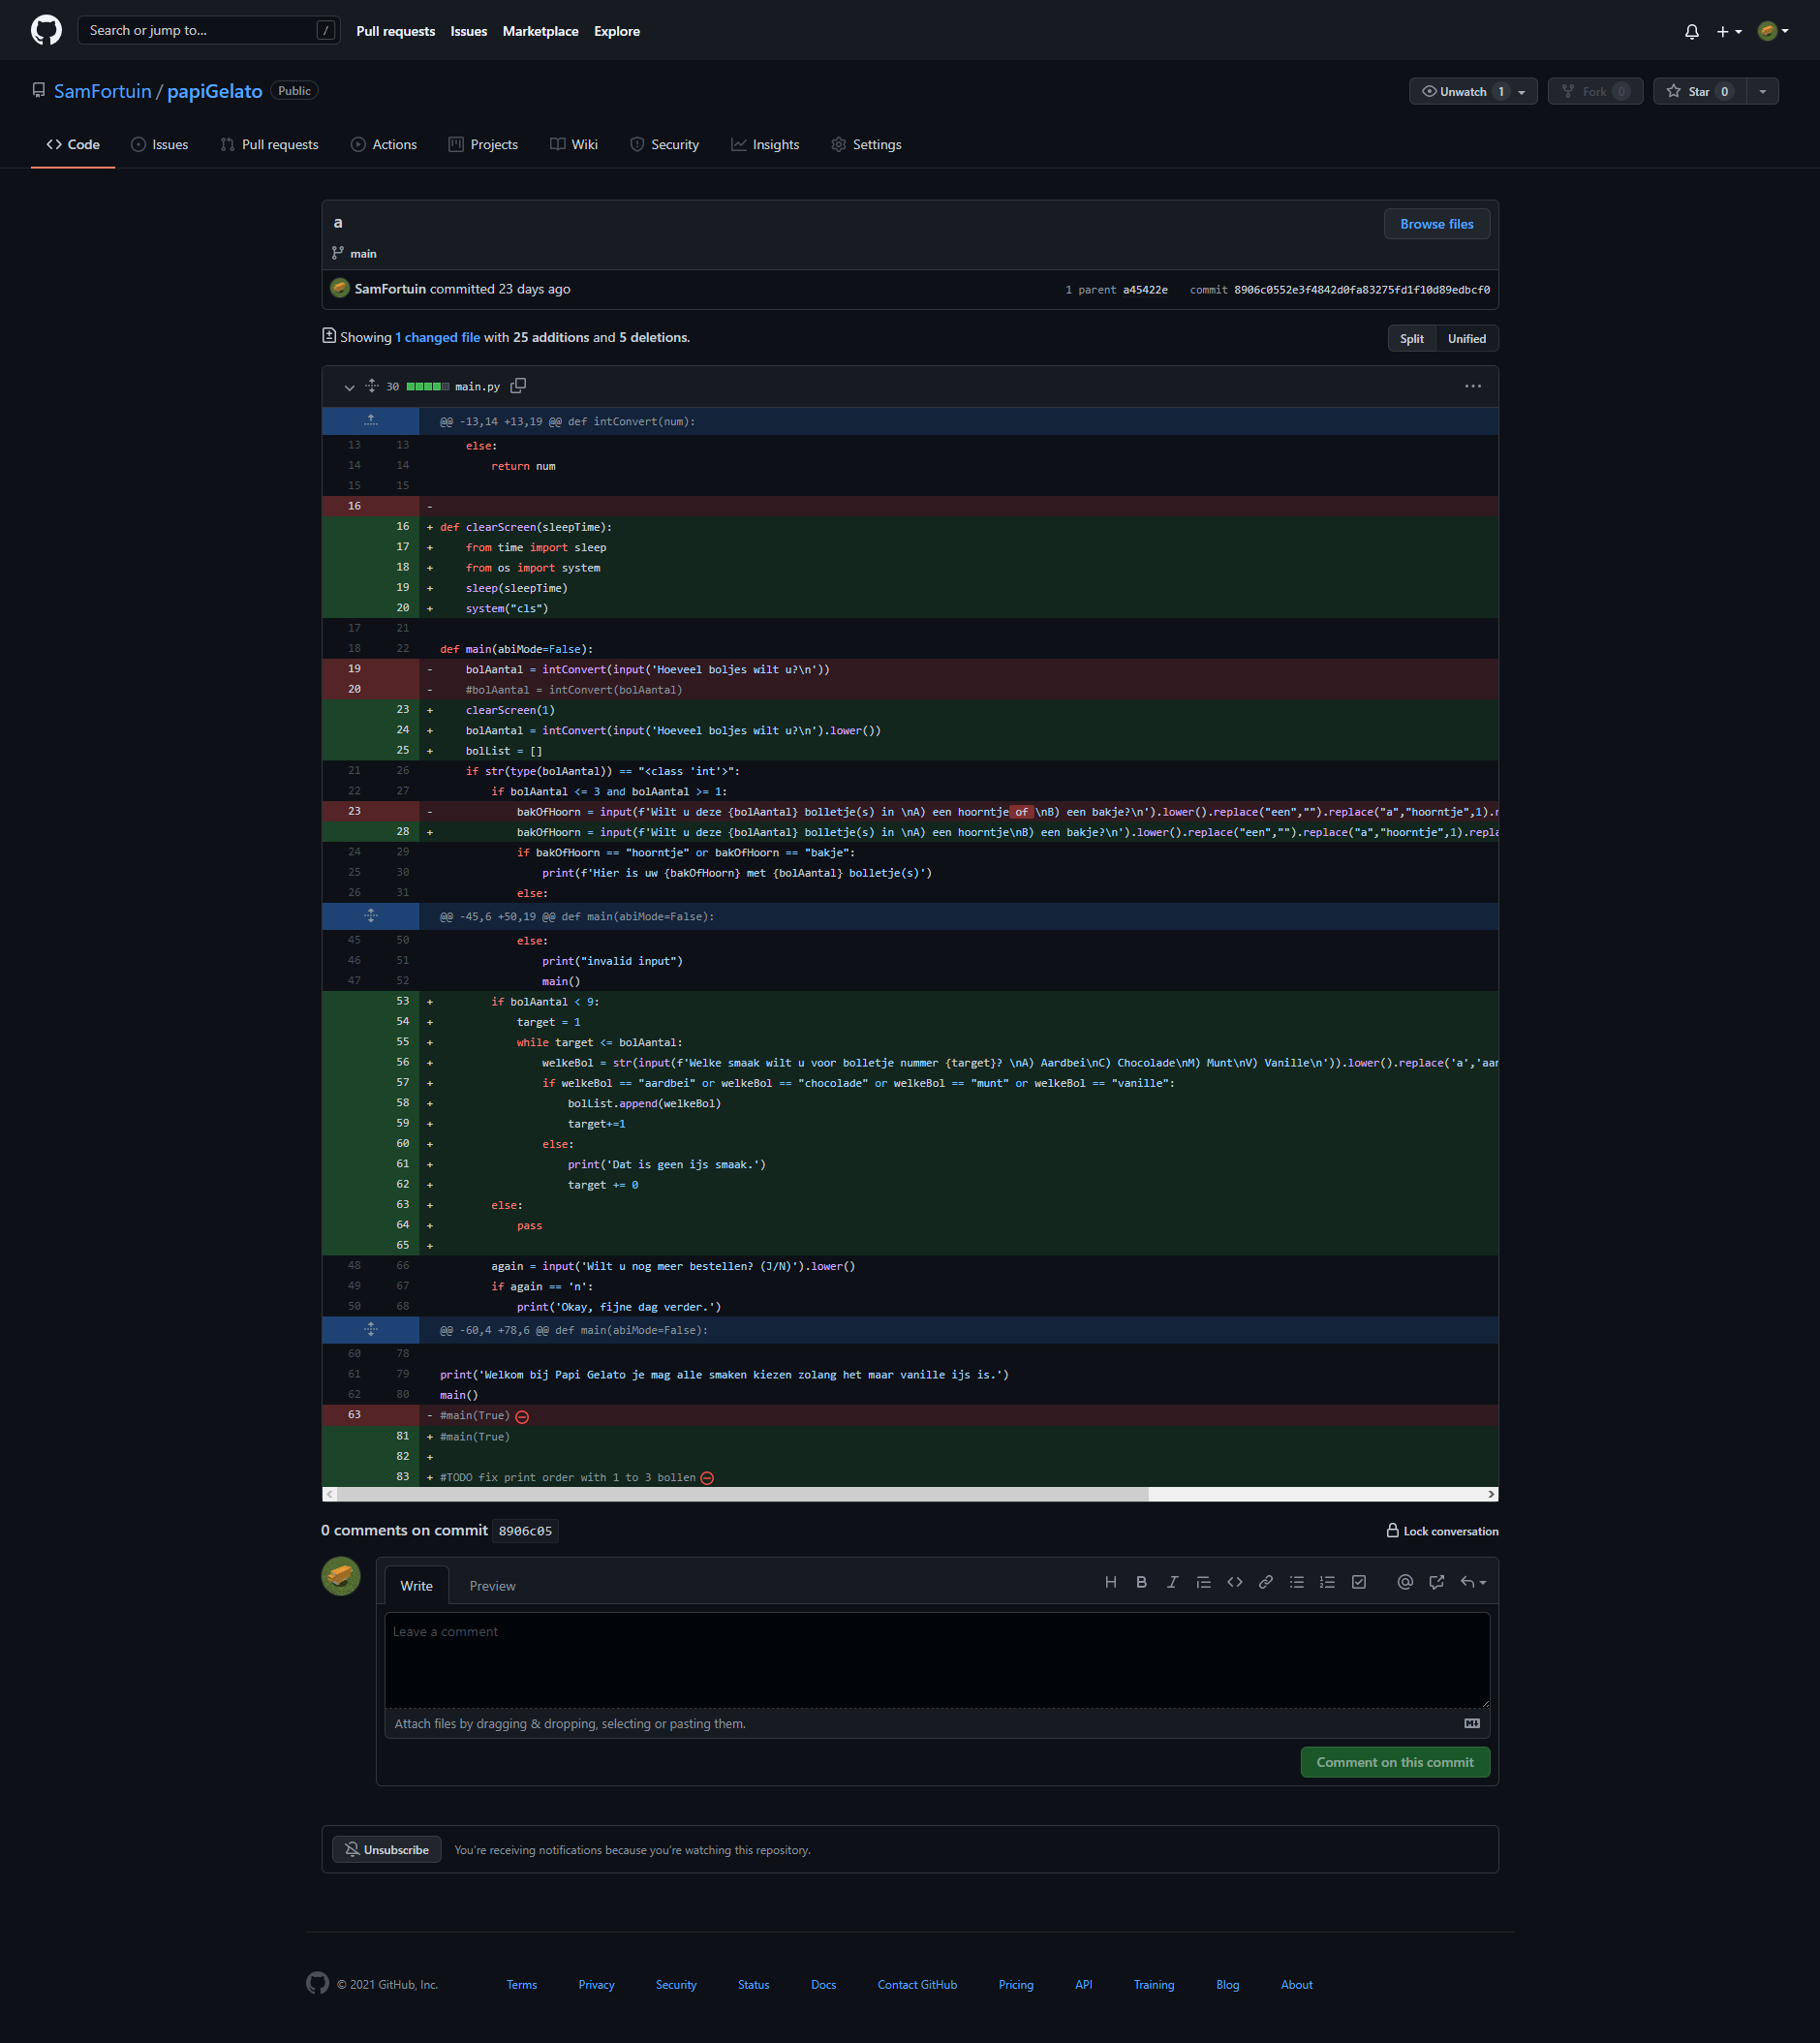 Search or jump to... /
Pull requests Issues Marketplace Explore
SamFortuin / papiGelato Public
Unwatch 1 Fork 0 Star 0
Code Issues Pull requests Actions Projects Wiki Security Insights Settings
a
Browse files
main
SamFortuin committed 23 days ago
1 parent a45422e commit 8906c0552e3f4842d0fa83275fd1f10d89edbcf0
Showing 1 changed file with 25 additions and 5 deletions.
Split Unified
30 main.py
@@ -13,14 +13,19 @@ def intConvert(num):
13 13 else:
14 14 return num
15 15
16 -
16 + def clearScreen(sleepTime):
17 + from time import sleep
18 + from os import system
19 + sleep(sleepTime)
20 + system("cls")
17 21
18 22 def main(abiMode=False):
19 - bolAantal = intConvert(input('Hoeveel boljes wilt u?\n'))
20 - #bolAantal = intConvert(bolAantal)
23 + clearScreen(1)
24 + bolAantal = intConvert(input('Hoeveel boljes wilt u?\n').lower())
25 + bolList = []
21 26 if str(type(bolAantal)) == "<class 'int'>":
22 27 if bolAantal <= 3 and bolAantal >= 1:
23 - bakOfHoorn = input(f'Wilt u deze {bolAantal} bolletje(s) in \nA) een hoorntje of \nB) een bakje?\n').lower().replace("een","").replace("a","hoorntje",1).r
28 + bakOfHoorn = input(f'Wilt u deze {bolAantal} bolletje(s) in \nA) een hoorntje\nB) een bakje?\n').lower().replace("een","").replace("a","hoorntje",1).repla
24 29 if bakOfHoorn == "hoorntje" or bakOfHoorn == "bakje":
25 30 print(f'Hier is uw {bakOfHoorn} met {bolAantal} bolletje(s)')
26 31 else:
@@ -45,6 +50,19 @@ def main(abiMode=False):
45 50 else:
46 51 print("invalid input")
47 52 main()
53 + if bolAantal < 9:
54 + target = 1
55 + while target <= bolAantal:
56 + welkeBol = str(input(f'Welke smaak wilt u voor bolletje nummer {target}? \nA) Aardbei\nC) Chocolade\nM) Munt\nV) Vanille\n')).lower().replace('a','aar
57 + if welkeBol == "aardbei" or welkeBol == "chocolade" or welkeBol == "munt" or welkeBol == "vanille":
58 + bolList.append(welkeBol)
59 + target+=1
60 + else:
61 + print('Dat is geen ijs smaak.')
62 + target += 0
63 + else:
64 + pass
65 +
48 66 again = input('Wilt u nog meer bestellen? (J/N)').lower()
49 67 if again == 'n':
50 68 print('Okay, fijne dag verder.')
@@ -60,4 +78,6 @@ def main(abiMode=False):
60 78
61 79 print('Welkom bij Papi Gelato je mag alle smaken kiezen zolang het maar vanille ijs is.')
62 80 main()
63 - #main(True)
81 + #main(True)
82 +
83 + #TODO fix print order with 1 to 3 bollen
0 comments on commit 8906c05
Lock conversation
Write Preview
Leave a comment
Attach files by dragging & dropping, selecting or pasting them.
Comment on this commit
Unsubscribe You're receiving notifications because you're watching this repository.
© 2021 GitHub, Inc. Terms Privacy Security Status Docs Contact GitHub Pricing API Training Blog About